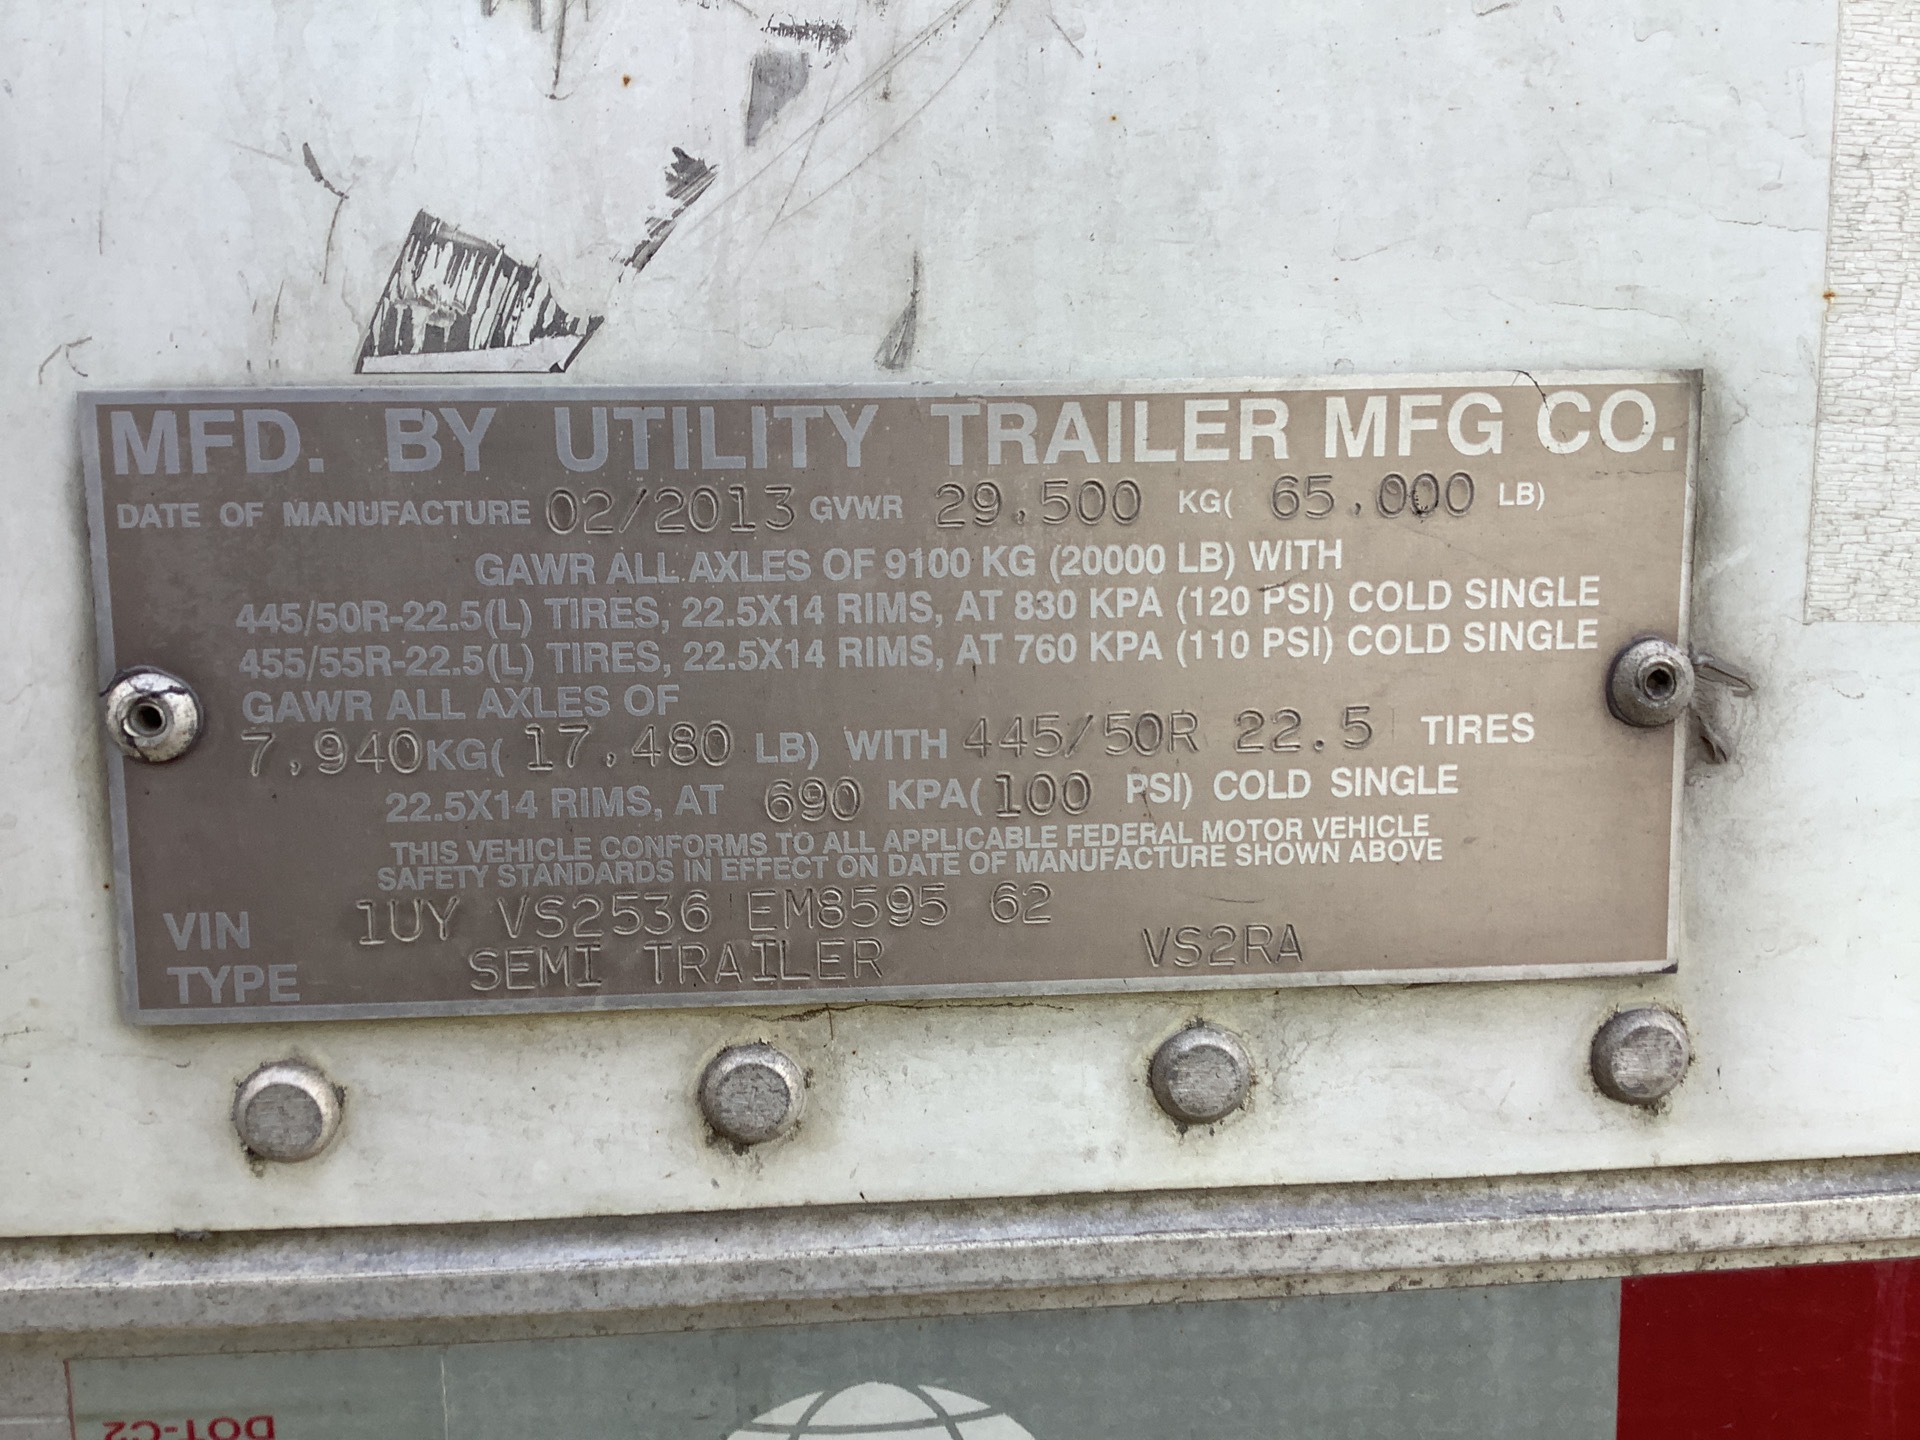 MFD. BY UTILITY TRAILER MFG CO.
DATE OF MANUFACTURE 02/2013 GVWR 29,500 KG( 65,000 LB)
GAWR ALL AXLES OF 9100 KG (20000 LB) WITH
445/50R-22.5(L) TIRES, 22.5X14 RIMS, AT 830 KPA (120 PSI) COLD SINGLE
455/55R-22.5(L) TIRES, 22.5X14 RIMS, AT 760 KPA (110 PSI) COLD SINGLE
GAWR ALL AXLES OF
7,940 KG( 17,480 LB) WITH 445/50R 22.5 TIRES
22.5X14 RIMS, AT 690 KPA( 100 PSI) COLD SINGLE
THIS VEHICLE CONFORMS TO ALL APPLICABLE FEDERAL MOTOR VEHICLE
SAFETY STANDARDS IN EFFECT ON DATE OF MANUFACTURE SHOWN ABOVE
VIN 1UY VS2536 EM8595 62
TYPE SEMI TRAILER VS2RA
DOT-C2